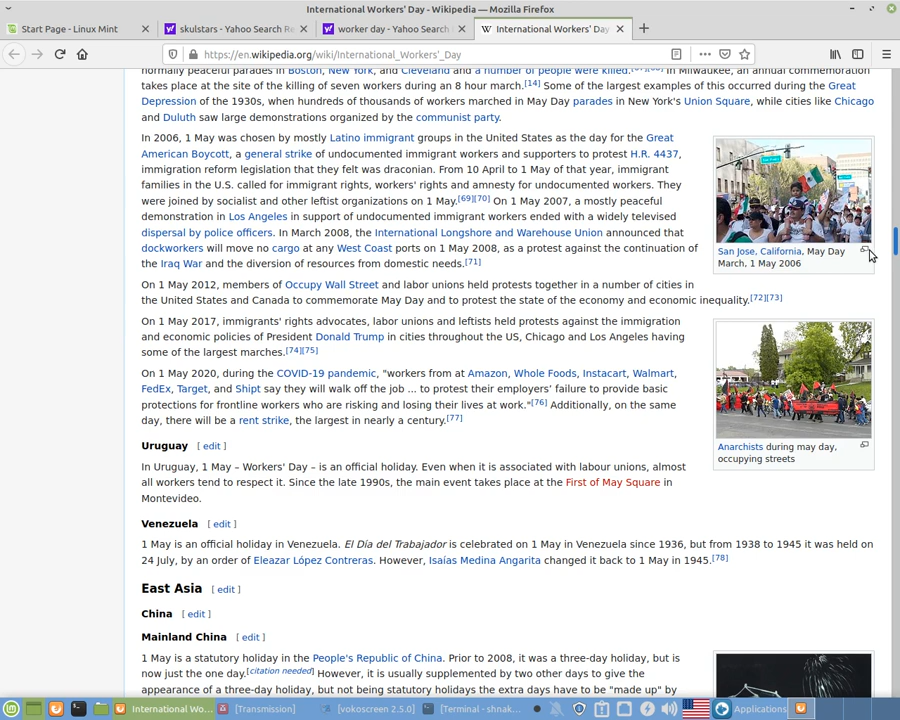 International Workers' Day - Wikipedia — Mozilla Firefox
Start Page - Linux Mint
skulstars - Yahoo Search Re
worker day - Yahoo Search
International Workers' Day -
https://en.wikipedia.org/wiki/International_Workers'_Day
normally peaceful parades in Boston, New York, and Cleveland and a number of people were killed. In Milwaukee, an annual commemoration
takes place at the site of the killing of seven workers during an 8 hour march.[14] Some of the largest examples of this occurred during the Great
Depression of the 1930s, when hundreds of thousands of workers marched in May Day parades in New York's Union Square, while cities like Chicago
and Duluth saw large demonstrations organized by the communist party.
In 2006, 1 May was chosen by mostly Latino immigrant groups in the United States as the day for the Great
American Boycott, a general strike of undocumented immigrant workers and supporters to protest H.R. 4437,
immigration reform legislation that they felt was draconian. From 10 April to 1 May of that year, immigrant
families in the U.S. called for immigrant rights, workers' rights and amnesty for undocumented workers. They
were joined by socialist and other leftist organizations on 1 May.[69][70] On 1 May 2007, a mostly peaceful
demonstration in Los Angeles in support of undocumented immigrant workers ended with a widely televised
dispersal by police officers. In March 2008, the International Longshore and Warehouse Union announced that
dockworkers will move no cargo at any West Coast ports on 1 May 2008, as a protest against the continuation of
the Iraq War and the diversion of resources from domestic needs.[71]
San Jose, California, May Day
March, 1 May 2006
On 1 May 2012, members of Occupy Wall Street and labor unions held protests together in a number of cities in
the United States and Canada to commemorate May Day and to protest the state of the economy and economic inequality.[72][73]
On 1 May 2017, immigrants' rights advocates, labor unions and leftists held protests against the immigration
and economic policies of President Donald Trump in cities throughout the US, Chicago and Los Angeles having
some of the largest marches.[74][75]
On 1 May 2020, during the COVID-19 pandemic, "workers from at Amazon, Whole Foods, Instacart, Walmart,
FedEx, Target, and Shipt say they will walk off the job ... to protest their employers' failure to provide basic
protections for frontline workers who are risking and losing their lives at work."[76] Additionally, on the same
day, there will be a rent strike, the largest in nearly a century.[77]
Anarchists during may day,
occupying streets
Uruguay [ edit ]
In Uruguay, 1 May – Workers' Day – is an official holiday. Even when it is associated with labour unions, almost
all workers tend to respect it. Since the late 1990s, the main event takes place at the First of May Square in
Montevideo.
Venezuela [ edit ]
1 May is an official holiday in Venezuela. El Día del Trabajador is celebrated on 1 May in Venezuela since 1936, but from 1938 to 1945 it was held on
24 July, by an order of Eleazar López Contreras. However, Isaías Medina Angarita changed it back to 1 May in 1945.[78]
East Asia [ edit ]
China [ edit ]
Mainland China [ edit ]
1 May is a statutory holiday in the People's Republic of China. Prior to 2008, it was a three-day holiday, but is
now just the one day.[citation needed] However, it is usually supplemented by two other days to give the
appearance of a three-day holiday, but not being statutory holidays the extra days have to be "made up" by
International Wo...
[Transmission]
[vokoscreen 2.5.0]
[Terminal - shnak...
Applications